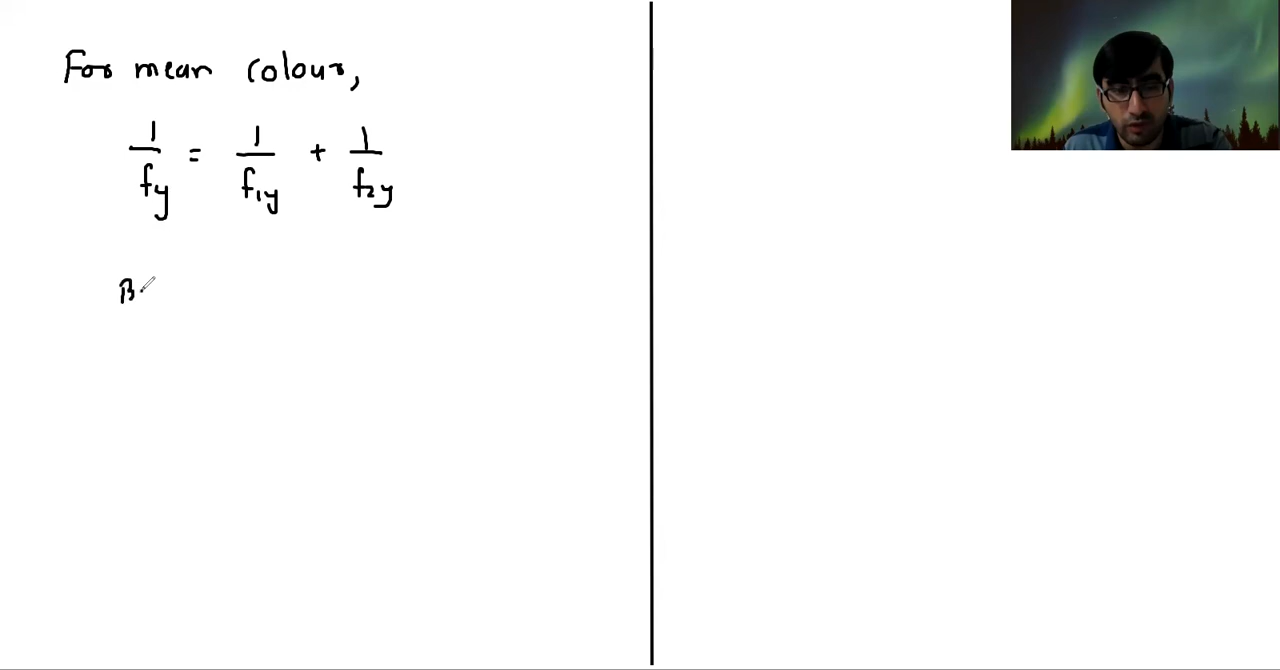 For mean colour,
1/fy = 1/f₁y + 1/f₂y
B